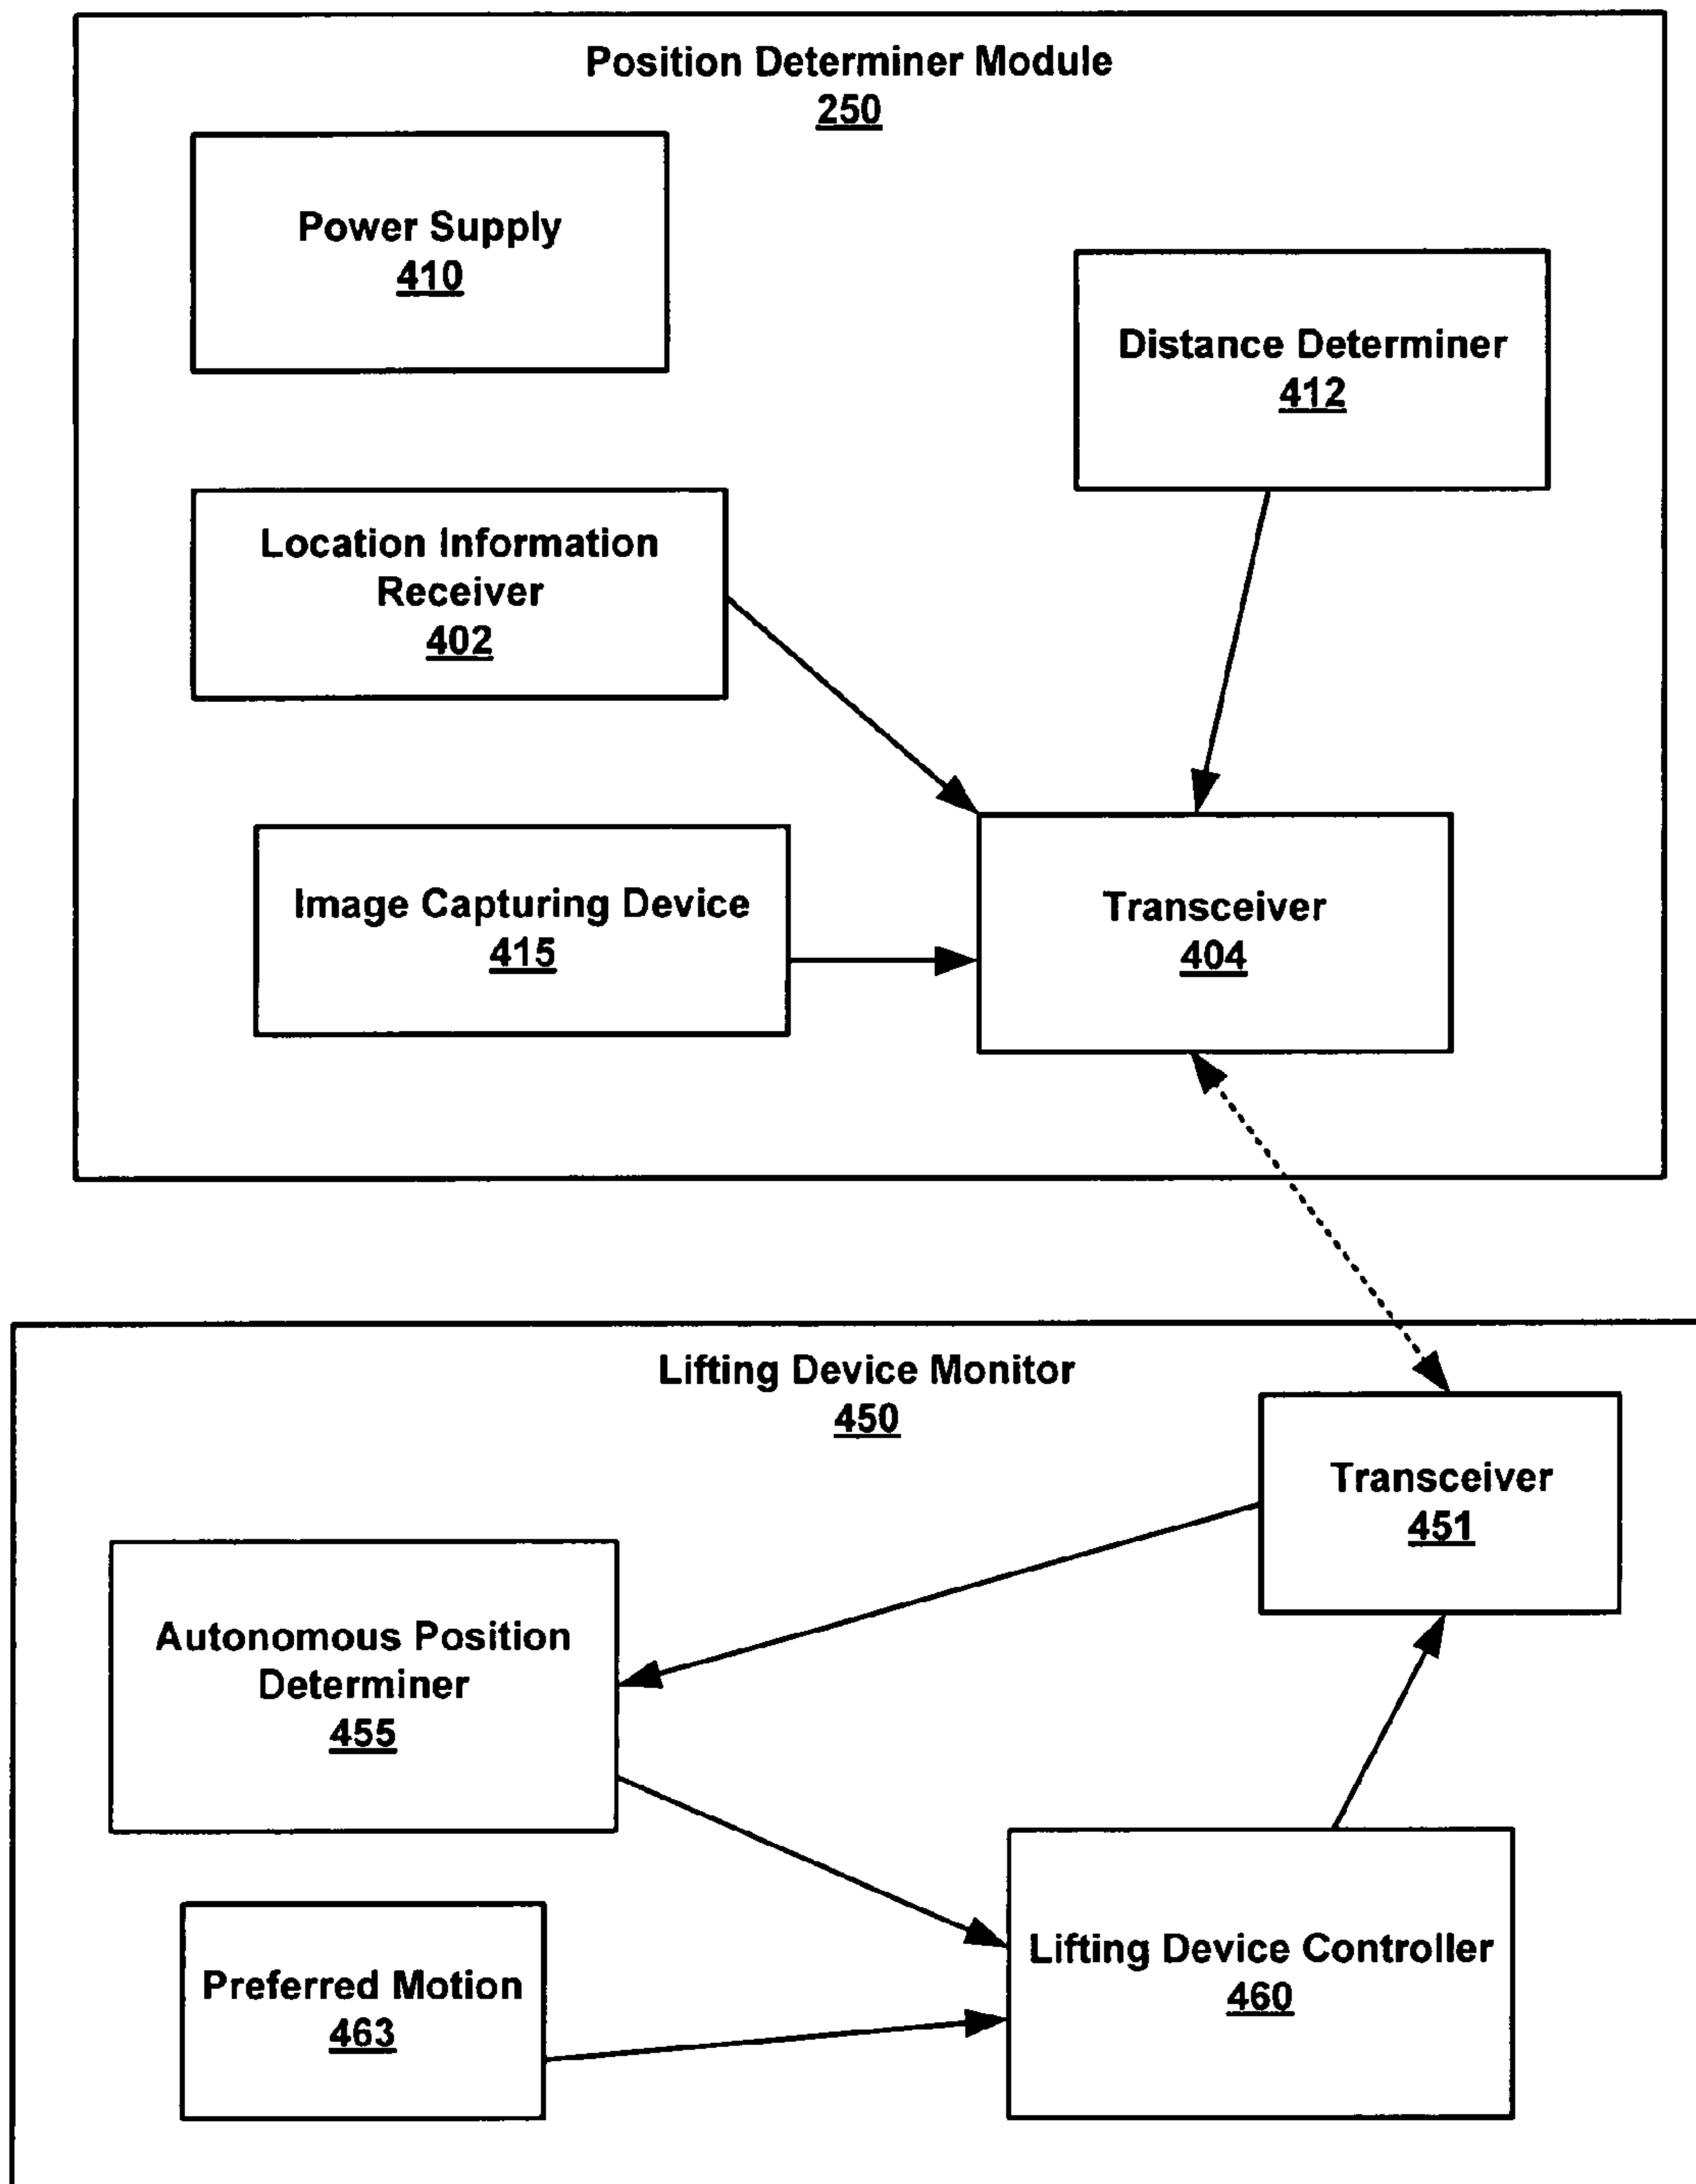 Position Determiner Module
250
Power Supply
410
Distance Determiner
412
Location Information
Receiver
402
Image Capturing Device
415
Transceiver
404
Lifting Device Monitor
450
Transceiver
451
Autonomous Position
Determiner
455
Lifting Device Controller
460
Preferred Motion
463